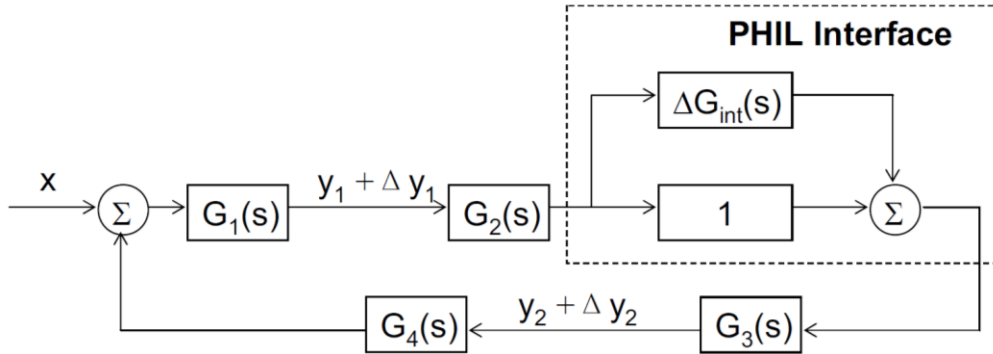 PHIL Interface
ΔG_int(s)
x
Σ
G_1(s)
y_1 + Δ y_1
G_2(s)
1
Σ
G_4(s)
y_2 + Δ y_2
G_3(s)